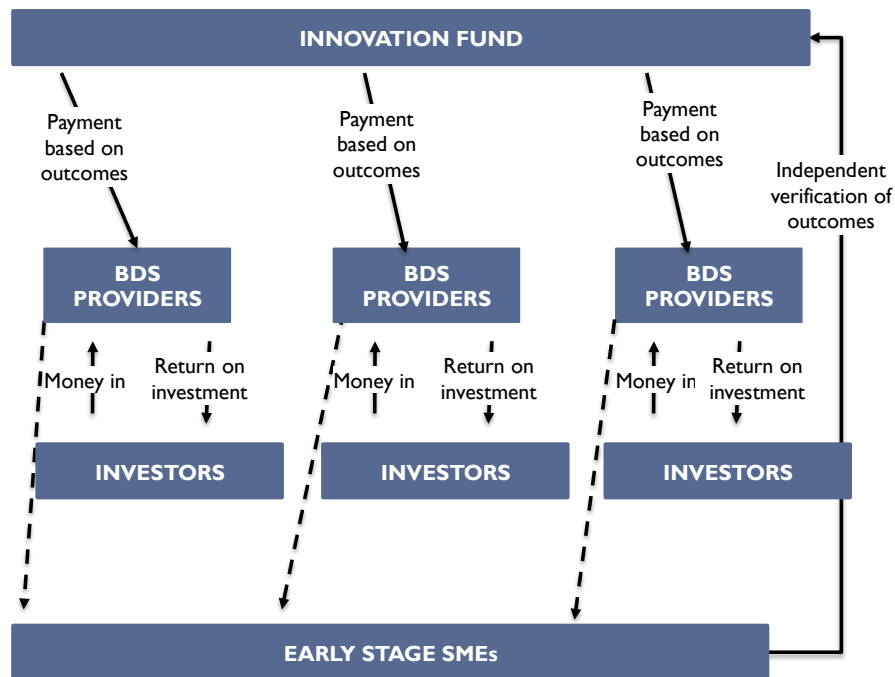 INNOVATION FUND
Payment
based on
outcomes
Payment
based on
outcomes
Payment
based on
outcomes
Independent
verification of
outcomes
BDS
PROVIDERS
BDS
PROVIDERS
BDS
PROVIDERS
Money in
Return on
investment
Money in
Return on
investment
Money in
Return on
investment
INVESTORS
INVESTORS
INVESTORS
EARLY STAGE SMEs